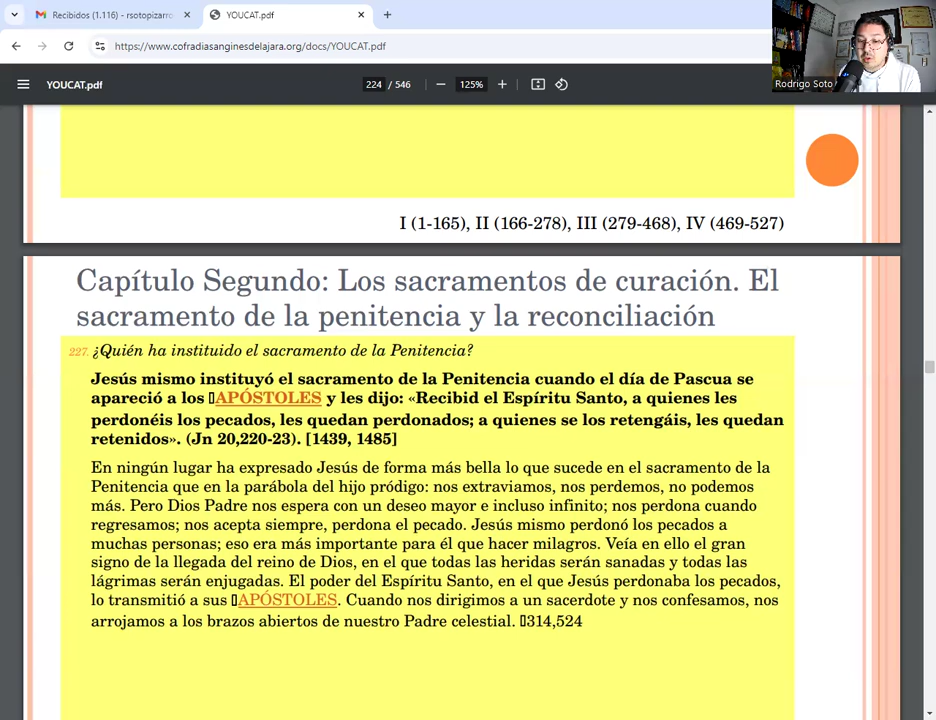 Recibidos (1.116) - rsotopizarro
YOUCAT.pdf
https://www.cofradiasanginesdelajara.org/docs/YOUCAT.pdf
YOUCAT.pdf
224 / 546
125%
Rodrigo Soto
I (1-165), II (166-278), III (279-468), IV (469-527)
Capítulo Segundo: Los sacramentos de curación. El
sacramento de la penitencia y la reconciliación
227. ¿Quién ha instituido el sacramento de la Penitencia?
Jesús mismo instituyó el sacramento de la Penitencia cuando el día de Pascua se
apareció a los APÓSTOLES y les dijo: «Recibid el Espíritu Santo, a quienes les
perdonéis los pecados, les quedan perdonados; a quienes se los retengáis, les quedan
retenidos». (Jn 20,220-23). [1439, 1485]
En ningún lugar ha expresado Jesús de forma más bella lo que sucede en el sacramento de la
Penitencia que en la parábola del hijo pródigo: nos extraviamos, nos perdemos, no podemos
más. Pero Dios Padre nos espera con un deseo mayor e incluso infinito; nos perdona cuando
regresamos; nos acepta siempre, perdona el pecado. Jesús mismo perdonó los pecados a
muchas personas; eso era más importante para él que hacer milagros. Veía en ello el gran
signo de la llegada del reino de Dios, en el que todas las heridas serán sanadas y todas las
lágrimas serán enjugadas. El poder del Espíritu Santo, en el que Jesús perdonaba los pecados,
lo transmitió a sus APÓSTOLES. Cuando nos dirigimos a un sacerdote y nos confesamos, nos
arrojamos a los brazos abiertos de nuestro Padre celestial. 314,524